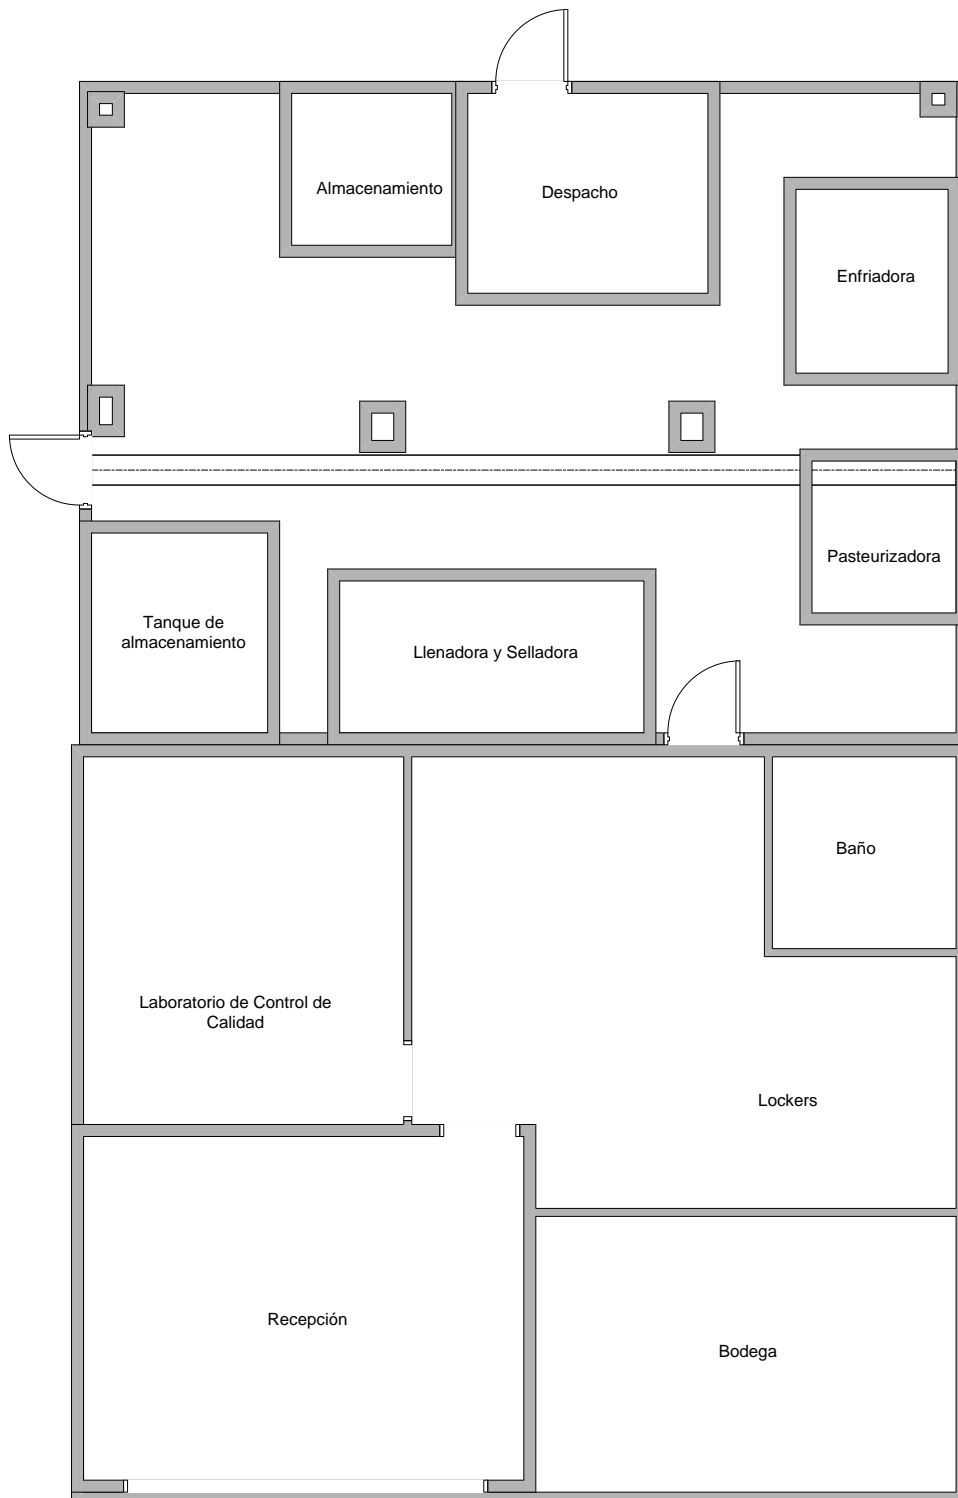 Almacenamiento
Despacho
Enfriadora
Pasteurizadora
Tanque de
almacenamiento
Llenadora y Selladora
Baño
Laboratorio de Control de
Calidad
Lockers
Recepción
Bodega